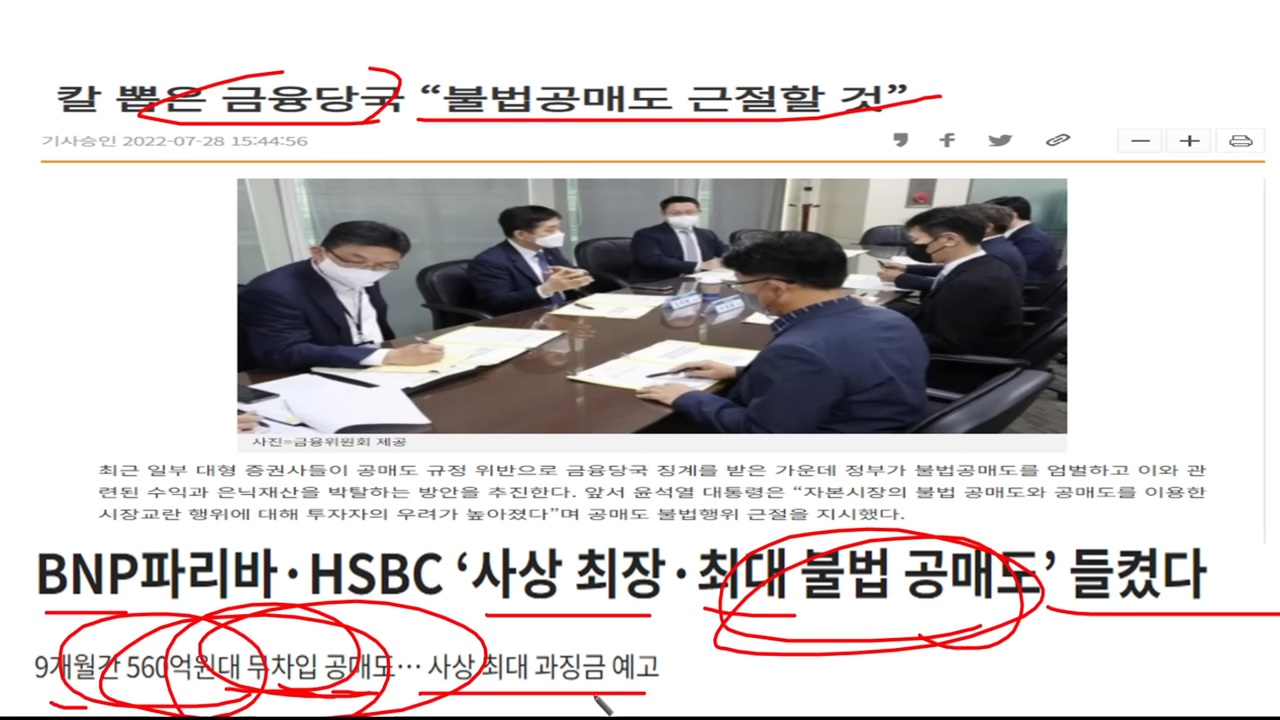 칼 뽑은 금융당국 “불법공매도 근절할 것”
기사승인 2022-07-28 15:44:56
사진=금융위원회 제공
최근 일부 대형 증권사들이 공매도 규정 위반으로 금융당국 징계를 받은 가운데 정부가 불법공매도를 엄벌하고 이와 관
련된 수익과 은닉재산을 박탈하는 방안을 추진한다. 앞서 윤석열 대통령은 “자본시장의 불법 공매도와 공매도를 이용한
시장교란 행위에 대해 투자자의 우려가 높아졌다”며 공매도 불법행위 근절을 지시했다.
BNP파리바·HSBC ‘사상 최장·최대 불법 공매도’ 들켰다
9개월간 560억원대 무차입 공매도… 사상 최대 과징금 예고